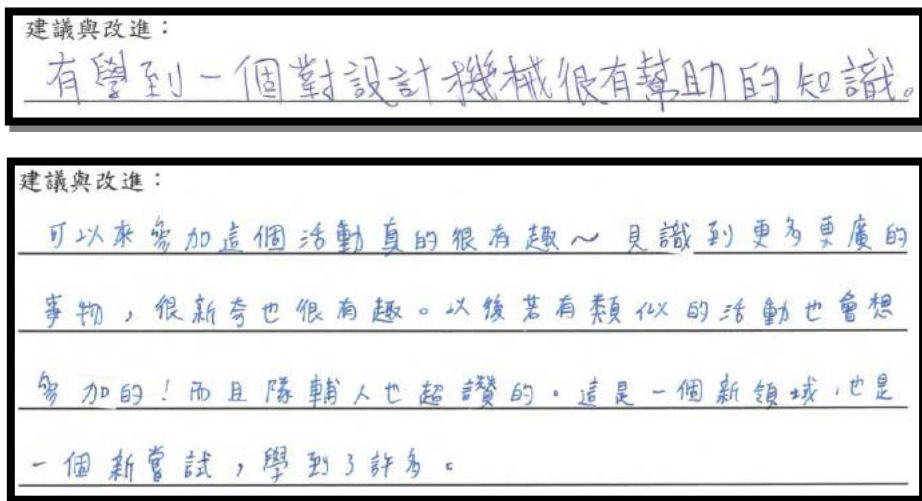 建議與改進：
有學到一個對設計機械很有幫助的知識。
建議與改進：
可以來參加這個活動真的很有趣～見識到更多更廣的
事物，很新奇也很有趣。以後若有類似的活動也會想
參加的！而且隊輔人也超讚的。這是一個新領域，也是
一個新嘗試，學到了許多。